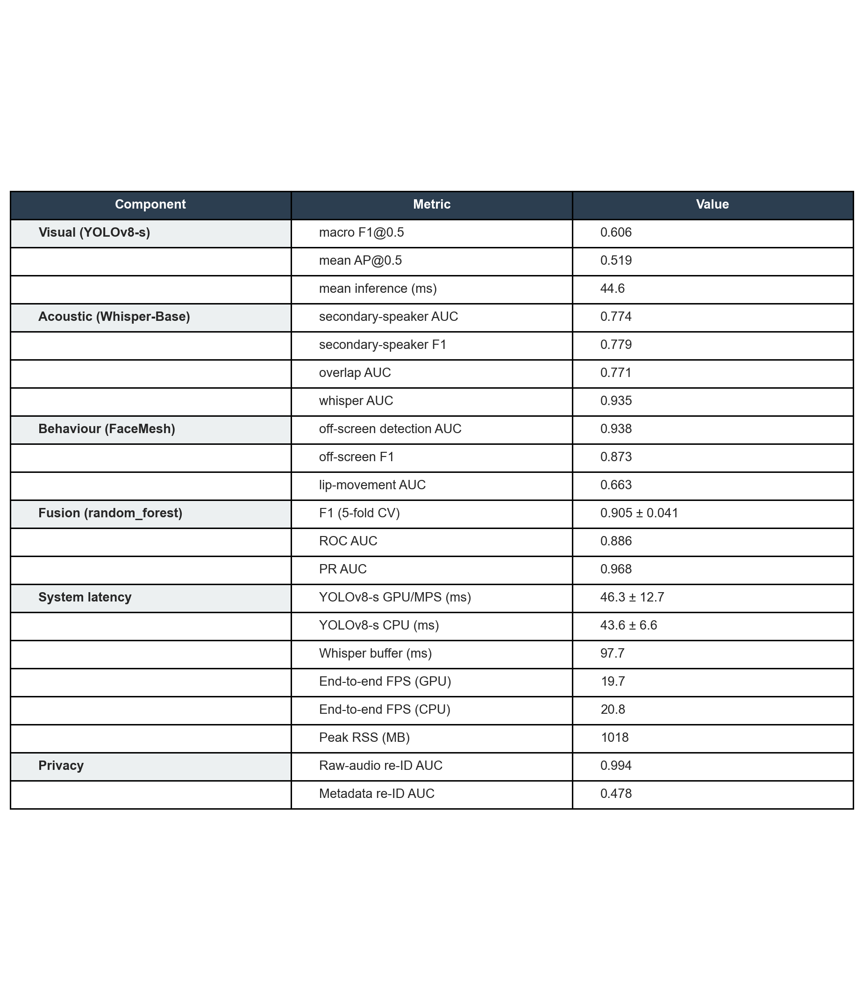 Component Metric Value
Visual (YOLOv8-s) macro F1@0.5 0.606
mean AP@0.5 0.519
mean inference (ms) 44.6
Acoustic (Whisper-Base) secondary-speaker AUC 0.774
secondary-speaker F1 0.779
overlap AUC 0.771
whisper AUC 0.935
Behaviour (FaceMesh) off-screen detection AUC 0.938
off-screen F1 0.873
lip-movement AUC 0.663
Fusion (random_forest) F1 (5-fold CV) 0.905 ± 0.041
ROC AUC 0.886
PR AUC 0.968
System latency YOLOv8-s GPU/MPS (ms) 46.3 ± 12.7
YOLOv8-s CPU (ms) 43.6 ± 6.6
Whisper buffer (ms) 97.7
End-to-end FPS (GPU) 19.7
End-to-end FPS (CPU) 20.8
Peak RSS (MB) 1018
Privacy Raw-audio re-ID AUC 0.994
Metadata re-ID AUC 0.478